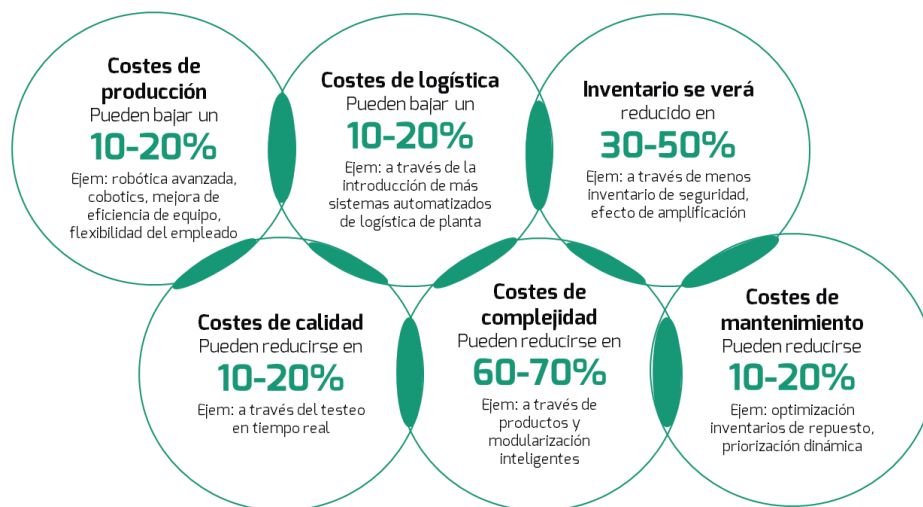 Costes de
producción
Pueden bajar un
10-20%
Ejem: robótica avanzada,
cobotics, mejora de
eficiencia de equipo,
flexibilidad del empleado
Costes de logística
Pueden bajar un
10-20%
Ejem: a través de la
introducción de más
sistemas automatizados
de logística de planta
Inventario se verá
reducido en
30-50%
Ejem: a través de menos
inventario de seguridad,
efecto de amplificación
Costes de calidad
Pueden reducirse en
10-20%
Ejem: a través del testeo
en tiempo real
Costes de
complejidad
Pueden reducirse en
60-70%
Ejem: a través de
productos y
modularización
inteligentes
Costes de
mantenimiento
Pueden reducirse
10-20%
Ejem: optimización
inventarios de repuesto,
priorización dinámica